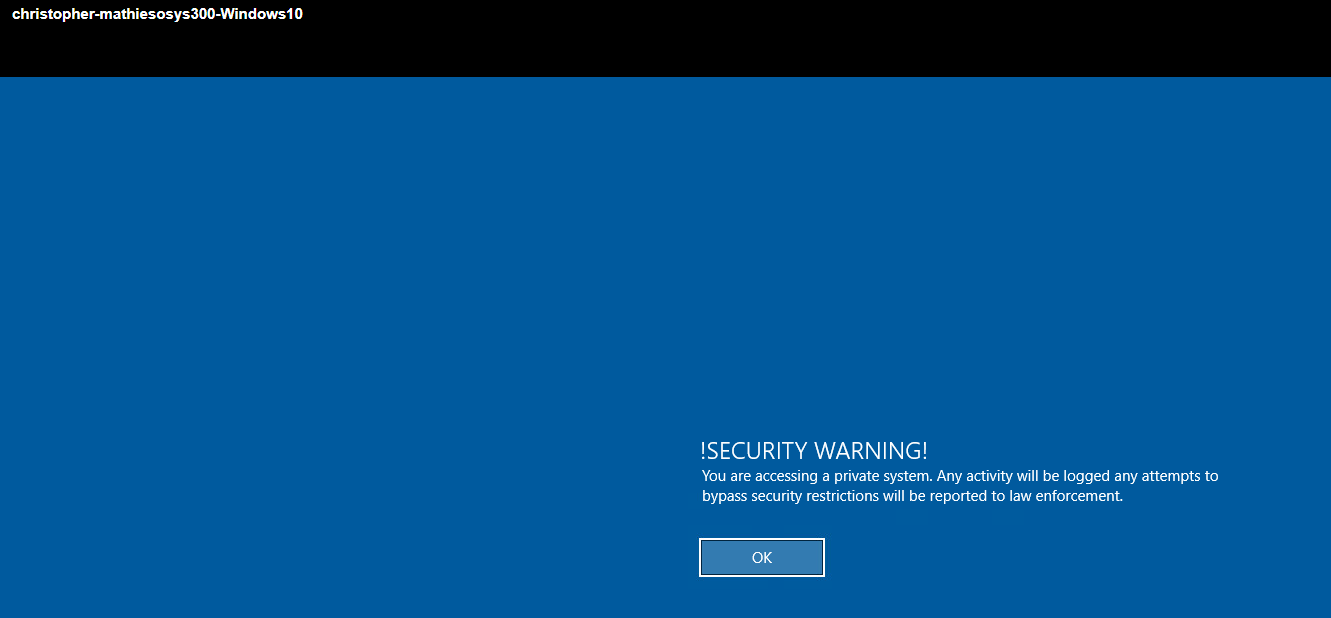 christopher-mathiesosys300-Windows10
!SECURITY WARNING!
You are accessing a private system. Any activity will be logged any attempts to
bypass security restrictions will be reported to law enforcement.
OK